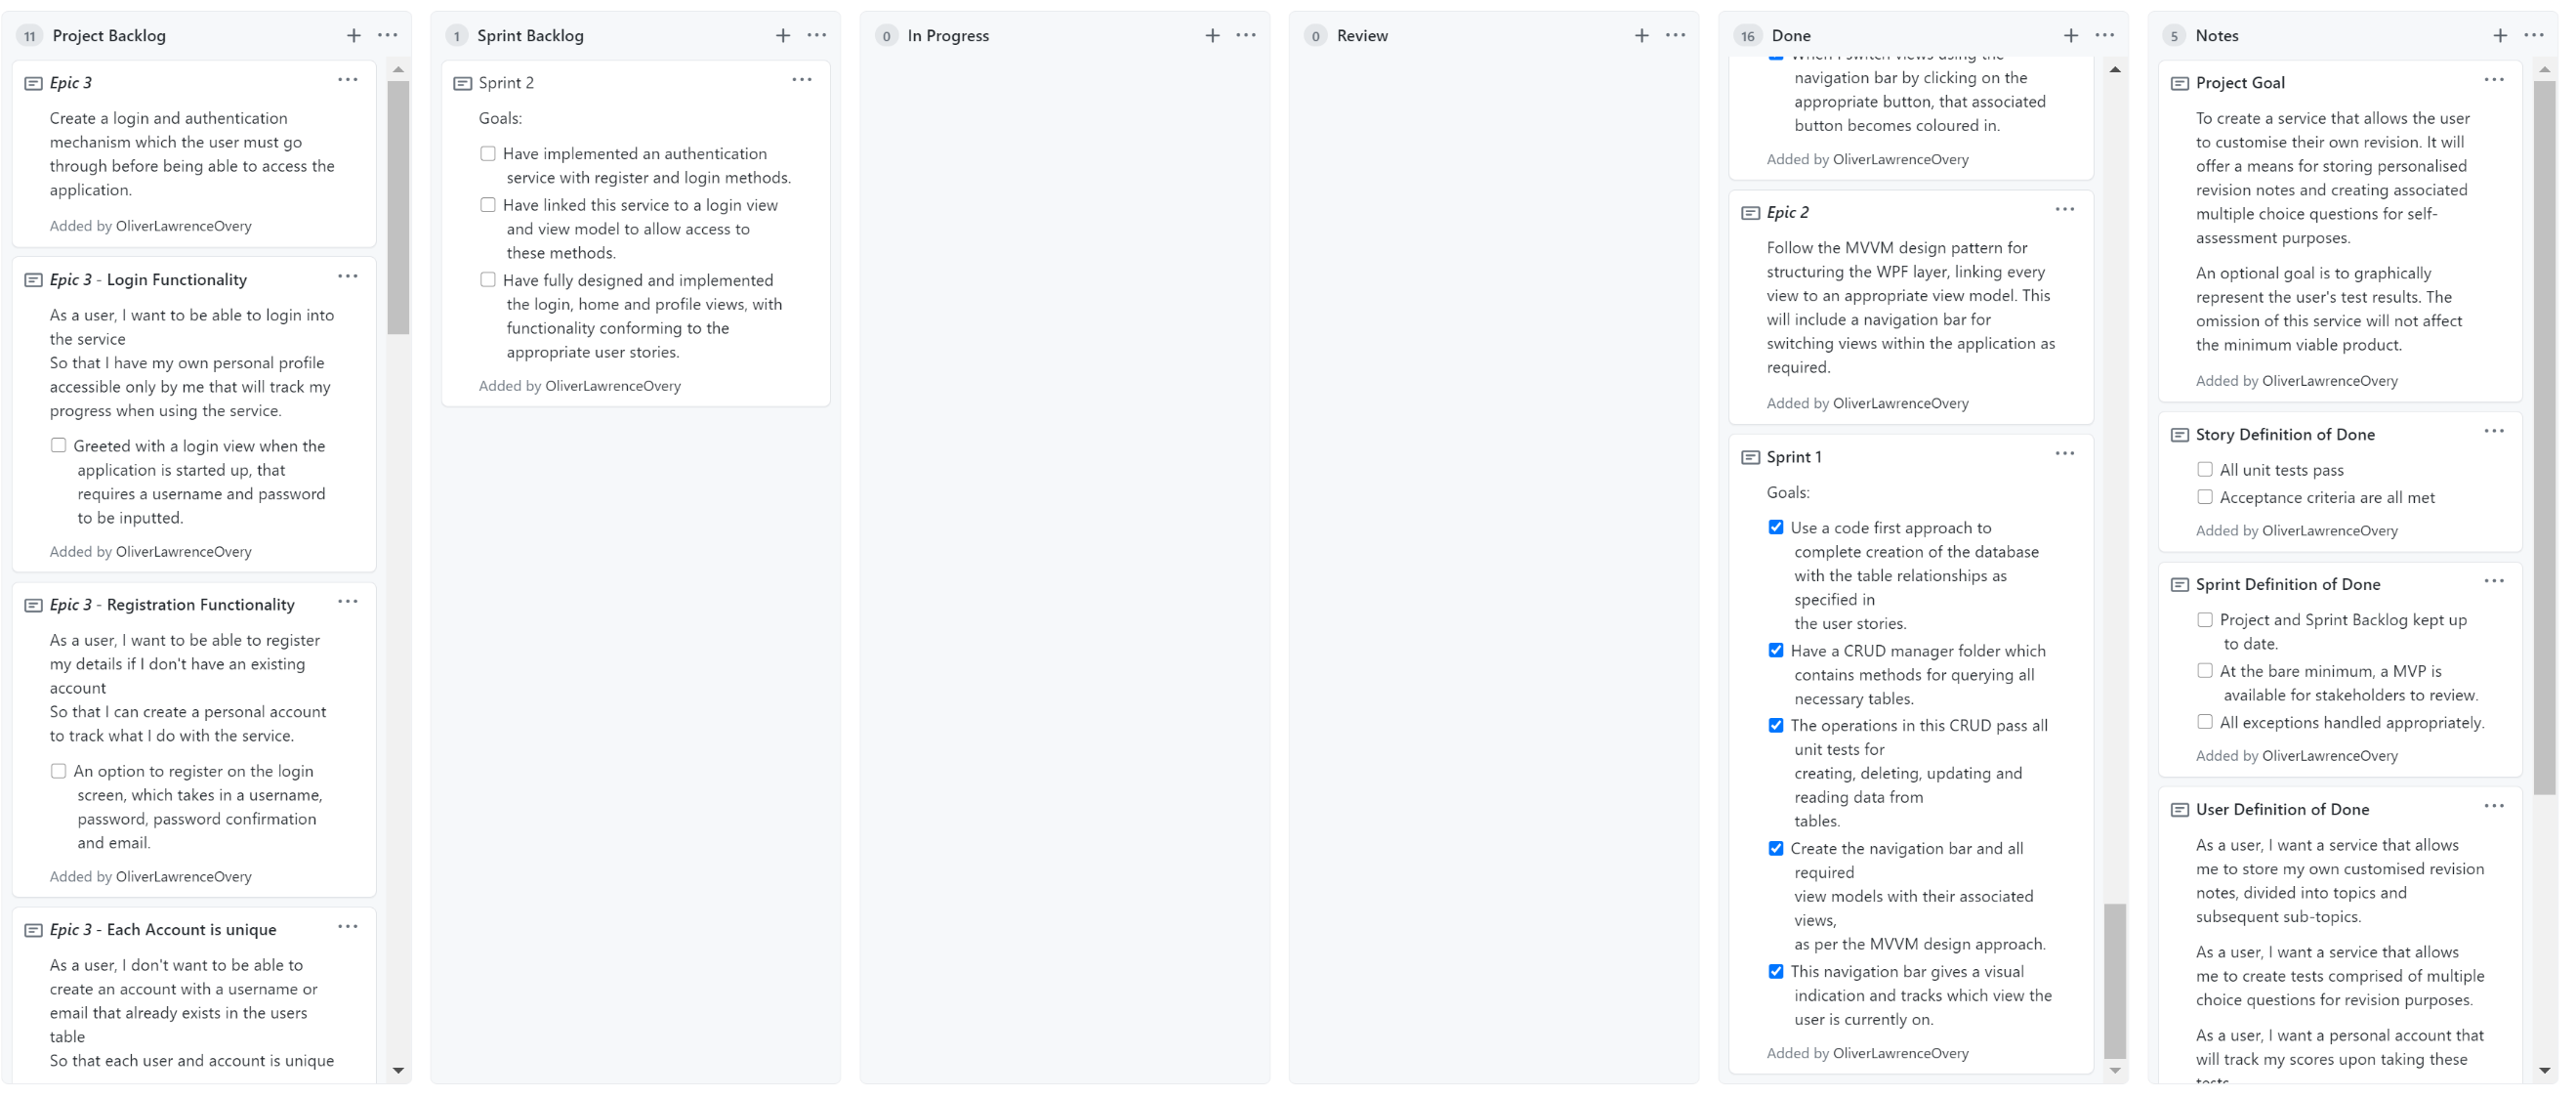 11 Project Backlog
Epic 3
Create a login and authentication
mechanism which the user must go
through before being able to access the
application.
Added by OliverLawrenceOvery
Epic 3 - Login Functionality
As a user, I want to be able to login into
the service
So that I have my own personal profile
accessible only by me that will track my
progress when using the service.
Greeted with a login view when the
application is started up, that
requires a username and password
to be inputted.
Added by OliverLawrenceOvery
Epic 3 - Registration Functionality
As a user, I want to be able to register
my details if I don't have an existing
account
So that I can create a personal account
to track what I do with the service.
An option to register on the login
screen, which takes in a username,
password, password confirmation
and email.
Added by OliverLawrenceOvery
Epic 3 - Each Account is unique
As a user, I don't want to be able to
create an account with a username or
email that already exists in the users
table
So that each user and account is unique
1 Sprint Backlog
Sprint 2
Goals:
Have implemented an authentication
service with register and login methods.
Have linked this service to a login view
and view model to allow access to
these methods.
Have fully designed and implemented
the login, home and profile views, with
functionality conforming to the
appropriate user stories.
Added by OliverLawrenceOvery
0 In Progress
0 Review
16 Done
When I switch views using the
navigation bar by clicking on the
appropriate button, that associated
button becomes coloured in.
Added by OliverLawrenceOvery
Epic 2
Follow the MVVM design pattern for
structuring the WPF layer, linking every
view to an appropriate view model. This
will include a navigation bar for
switching views within the application as
required.
Added by OliverLawrenceOvery
Sprint 1
Goals:
Use a code first approach to
complete creation of the database
with the table relationships as
specified in
the user stories.
Have a CRUD manager folder which
contains methods for querying all
necessary tables.
The operations in this CRUD pass all
unit tests for
creating, deleting, updating and
reading data from
tables.
Create the navigation bar and all
required
view models with their associated
views,
as per the MVVM design approach.
This navigation bar gives a visual
indication and tracks which view the
user is currently on.
Added by OliverLawrenceOvery
5 Notes
Project Goal
To create a service that allows the user
to customise their own revision. It will
offer a means for storing personalised
revision notes and creating associated
multiple choice questions for self-
assessment purposes.
An optional goal is to graphically
represent the user's test results. The
omission of this service will not affect
the minimum viable product.
Added by OliverLawrenceOvery
Story Definition of Done
All unit tests pass
Acceptance criteria are all met
Added by OliverLawrenceOvery
Sprint Definition of Done
Project and Sprint Backlog kept up
to date.
At the bare minimum, a MVP is
available for stakeholders to review.
All exceptions handled appropriately.
Added by OliverLawrenceOvery
User Definition of Done
As a user, I want a service that allows
me to store my own customised revision
notes, divided into topics and
subsequent sub-topics.
As a user, I want a service that allows
me to create tests comprised of multiple
choice questions for revision purposes.
As a user, I want a personal account that
will track my scores upon taking these
tests